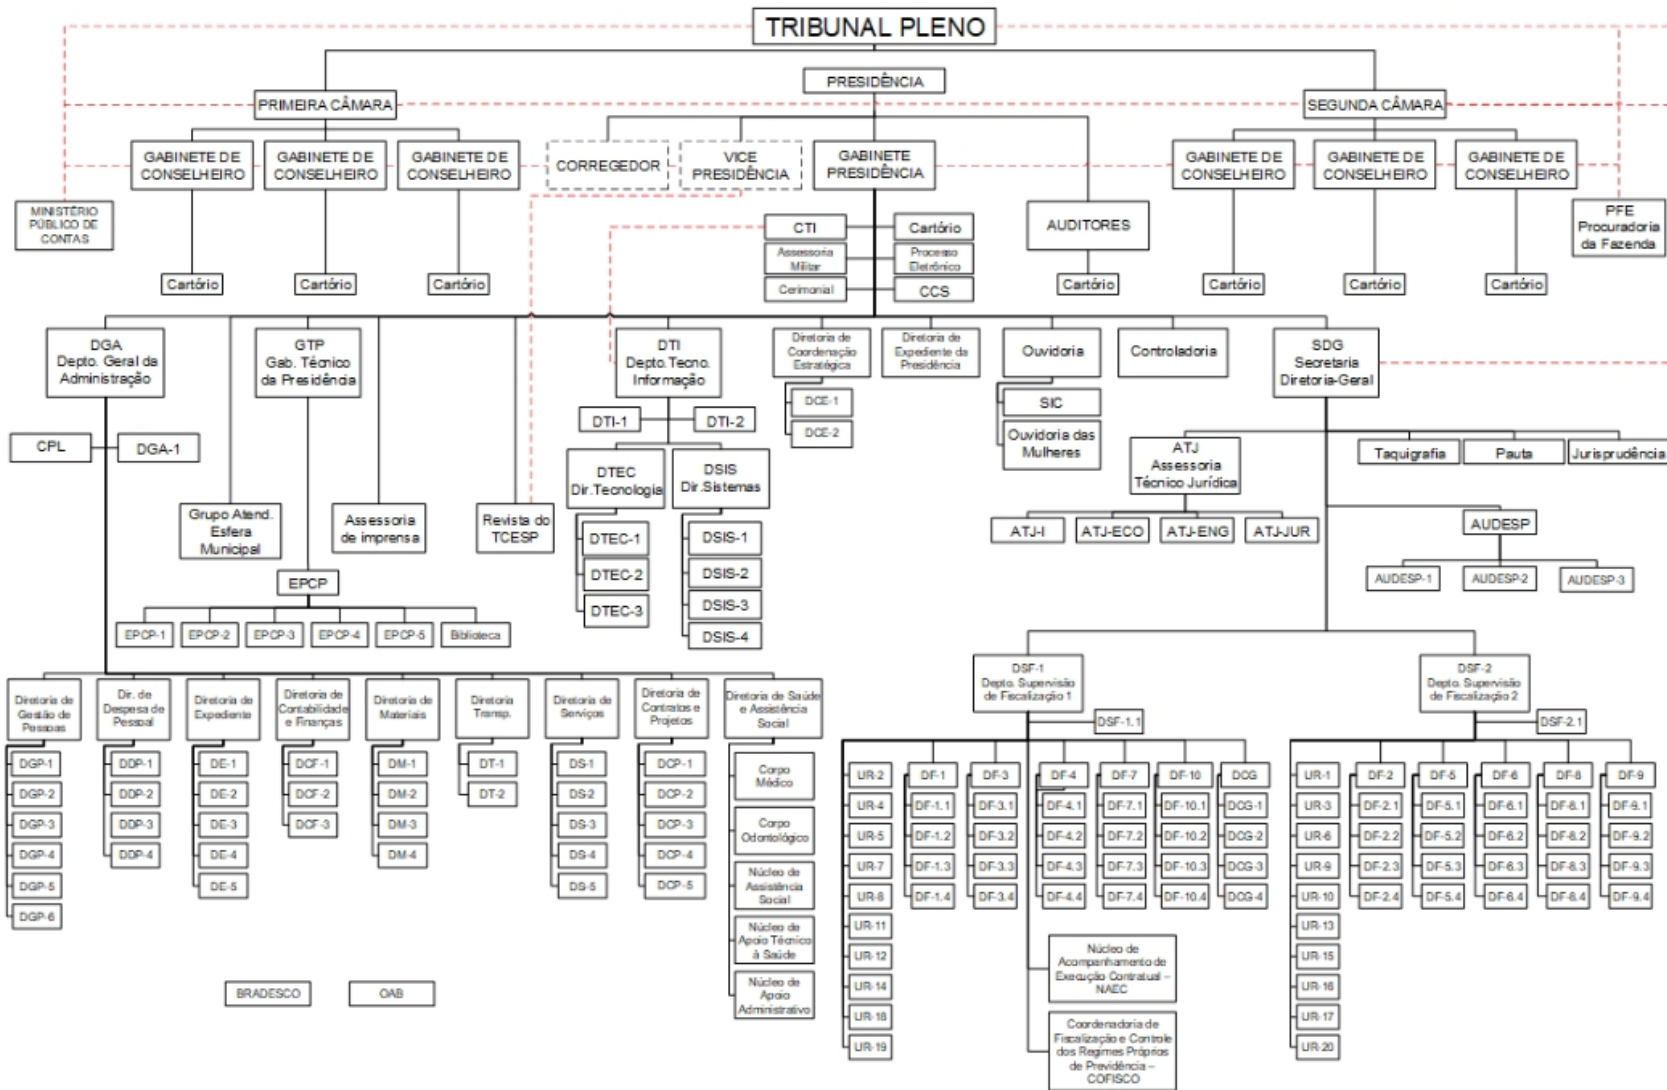 TRIBUNAL PLENO
PRESIDÊNCIA
PRIMEIRA CÂMARA
SEGUNDA CÂMARA
GABINETE DE
CONSELHEIRO
GABINETE DE
CONSELHEIRO
GABINETE DE
CONSELHEIRO
CORREGEDOR
VICE
PRESIDÊNCIA
GABINETE
PRESIDÊNCIA
GABINETE DE
CONSELHEIRO
GABINETE DE
CONSELHEIRO
GABINETE DE
CONSELHEIRO
MINISTÉRIO
PÚBLICO DE
CONTAS
AUDITORES
PFE
Procuradoria
da Fazenda
CTI
Cartório
Assessoria
Militar
Processo
Eletrônico
Cerimonial
CCS
Cartório
Cartório
Cartório
Cartório
Cartório
Cartório
Cartório
DGA
Depto. Geral da
Administração
GTP
Gab. Técnico
da Presidência
DTI
Depto.Tecno.
Informação
Diretoria de
Coordenação
Estratégica
Diretoria de
Expediente da
Presidência
Ouvidoria
Controladoria
SDG
Secretaria
Diretoria-Geral
CPL
DGA-1
DTI-1
DTI-2
DCE-1
DCE-2
SIC
Ouvidoria das
Mulheres
ATJ
Assessoria
Técnico Jurídica
Taquigrafia
Pauta
Jurisprudência
DTEC
Dir.Tecnologia
DSIS
Dir.Sistemas
Grupo Atend.
Esfera
Municipal
Assessoria
de imprensa
Revista do
TCESP
DTEC-1
DTEC-2
DTEC-3
DSIS-1
DSIS-2
DSIS-3
DSIS-4
ATJ-I
ATJ-ECO
ATJ-ENG
ATJ-JUR
AUDESP
AUDESP-1
AUDESP-2
AUDESP-3
EPCP
EPCP-1
EPCP-2
EPCP-3
EPCP-4
EPCP-5
Biblioteca
Diretoria de
Gestão de
Pessoas
Dir. de
Despesa de
Pessoal
Diretoria de
Expediente
Diretoria de
Contabilidade
e Finanças
Diretoria de
Materiais
Diretoria
Transp.
Diretoria de
Serviços
Diretoria de
Contratos e
Projetos
Diretoria de Saúde
e Assistência
Social
DSF-1
Depto. Supervisão
de Fiscalização 1
DSF-2
Depto. Supervisão
de Fiscalização 2
DSF-1.1
DSF-2.1
DGP-1
DGP-2
DGP-3
DGP-4
DGP-5
DGP-6
DDP-1
DDP-2
DDP-3
DDP-4
DE-1
DE-2
DE-3
DE-4
DE-5
DCF-1
DCF-2
DCF-3
DM-1
DM-2
DM-3
DM-4
DT-1
DT-2
DS-1
DS-2
DS-3
DS-4
DS-5
DCP-1
DCP-2
DCP-3
DCP-4
DCP-5
Corpo
Médico
Corpo
Odontológico
Núcleo de
Assistência
Social
Núcleo de
Apoio Técnico
à Saúde
Núcleo de
Apoio
Administrativo
UR-2
UR-4
UR-5
UR-7
UR-8
UR-11
UR-12
UR-14
UR-18
UR-19
DF-1
DF-1.1
DF-1.2
DF-1.3
DF-1.4
DF-3
DF-3.1
DF-3.2
DF-3.3
DF-3.4
DF-4
DF-4.1
DF-4.2
DF-4.3
DF-4.4
DF-7
DF-7.1
DF-7.2
DF-7.3
DF-7.4
DF-10
DF-10.1
DF-10.2
DF-10.3
DF-10.4
DCG
DCG-1
DCG-2
DCG-3
DCG-4
Núcleo de
Acompanhamento de
Execução Contratual –
NAEC
Coordenadoria de
Fiscalização e Controle
dos Regimes Próprios
de Previdência –
COFISCO
UR-1
UR-3
UR-6
UR-9
UR-10
UR-13
UR-15
UR-16
UR-17
UR-20
DF-2
DF-2.1
DF-2.2
DF-2.3
DF-2.4
DF-5
DF-5.1
DF-5.2
DF-5.3
DF-5.4
DF-6
DF-6.1
DF-6.2
DF-6.3
DF-6.4
DF-8
DF-8.1
DF-8.2
DF-8.3
DF-8.4
DF-9
DF-9.1
DF-9.2
DF-9.3
DF-9.4
BRADESCO
OAB